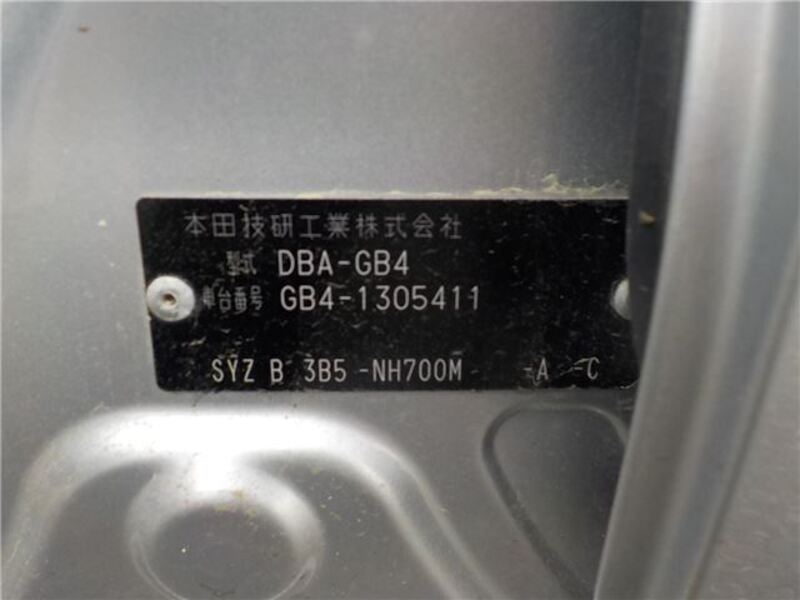 本田技研工業株式会社
型式 DBA-GB4
車台番号 GB4-1305411
SYZ B 3B5 -NH700M -A -C